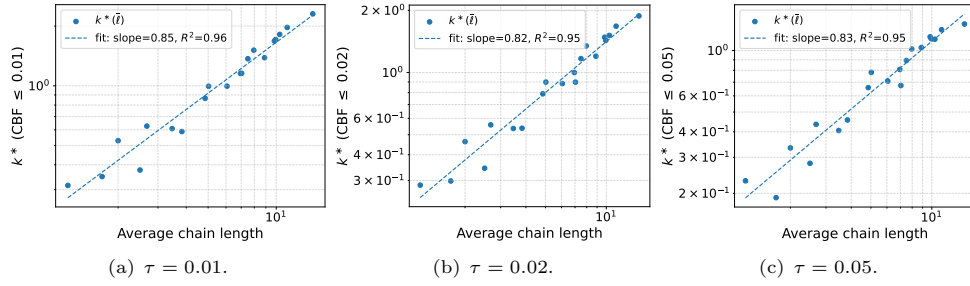 k*(ℓ̄)
fit: slope=0.85, R²=0.96
10⁰
k* (CBF ≤ 0.01)
10¹
Average chain length
(a) τ = 0.01.
k*(ℓ̄)
fit: slope=0.82, R²=0.95
2 × 10⁰
10⁰
6 × 10⁻¹
4 × 10⁻¹
3 × 10⁻¹
k* (CBF ≤ 0.02)
10¹
Average chain length
(b) τ = 0.02.
k*(ℓ̄)
fit: slope=0.83, R²=0.95
10⁰
6 × 10⁻¹
4 × 10⁻¹
3 × 10⁻¹
2 × 10⁻¹
k* (CBF ≤ 0.05)
10¹
Average chain length
(c) τ = 0.05.